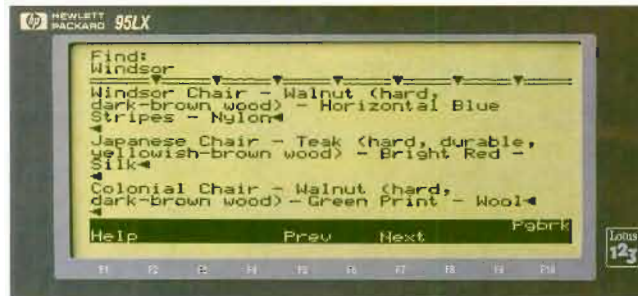 hp HEWLETT PACKARD 95LX
Find:
Windsor
Windsor Chair - Walnut (hard,
dark-brown wood) - Horizontal Blue
Stripes - Nylon◄
◄
Japanese Chair - Teak (hard, durable,
yellowish-brown wood) - Bright Red -
Silk◄
◄
Colonial Chair - Walnut (hard,
dark-brown wood) - Green Print - Wool◄
◄
Pgbrk
Help Prev Next
F1 F2 F3 F4 F5 F6 F7 F8 F9 F10
Lotus
123